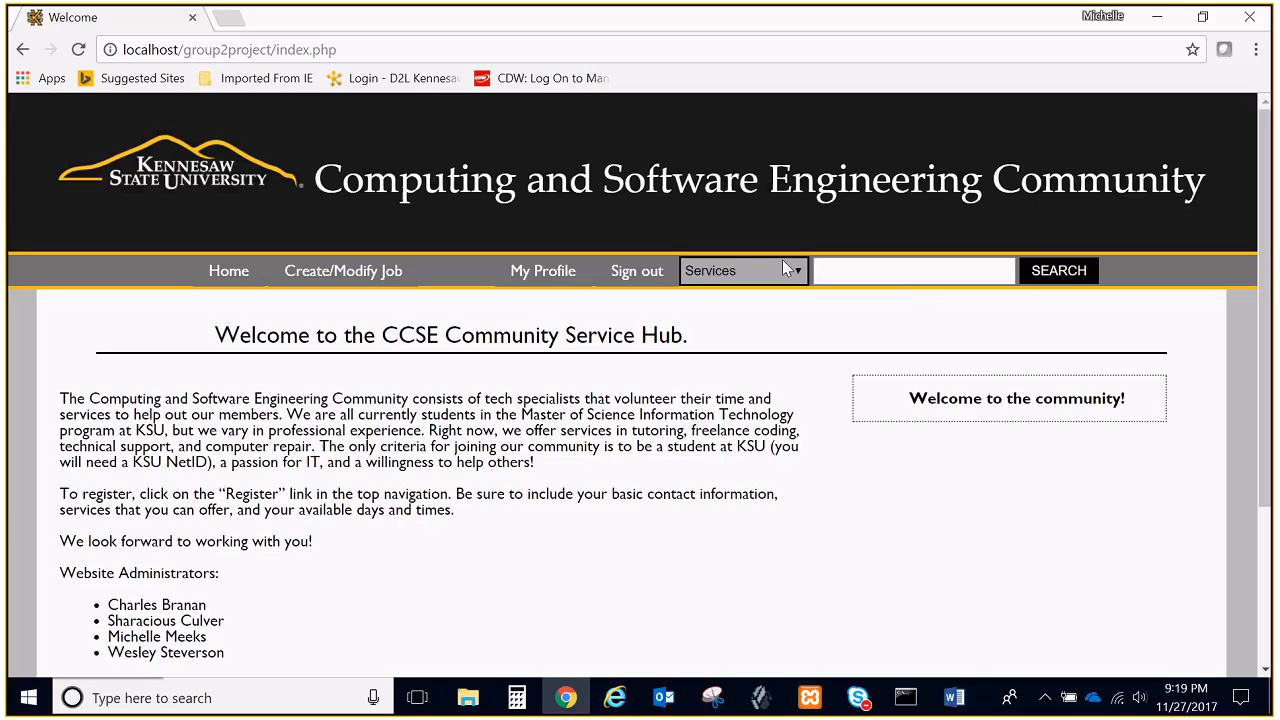 Welcome
Michelle
localhost/group2project/index.php
Apps Suggested Sites Imported From IE Login - D2L Kennesaw CDW: Log On to Man
KENNESAW
STATE UNIVERSITY
Computing and Software Engineering Community
Home Create/Modify Job My Profile Sign out Services SEARCH
Welcome to the CCSE Community Service Hub.
The Computing and Software Engineering Community consists of tech specialists that volunteer their time and
services to help out our members. We are all currently students in the Master of Science Information Technology
program at KSU, but we vary in professional experience. Right now, we offer services in tutoring, freelance coding,
technical support, and computer repair. The only criteria for joining our community is to be a student at KSU (you
will need a KSU NetID), a passion for IT, and a willingness to help others!
To register, click on the “Register” link in the top navigation. Be sure to include your basic contact information,
services that you can offer, and your available days and times.
We look forward to working with you!
Website Administrators:
• Charles Branan
• Sharacious Culver
• Michelle Meeks
• Wesley Steverson
Welcome to the community!
Type here to search
9:19 PM
11/27/2017